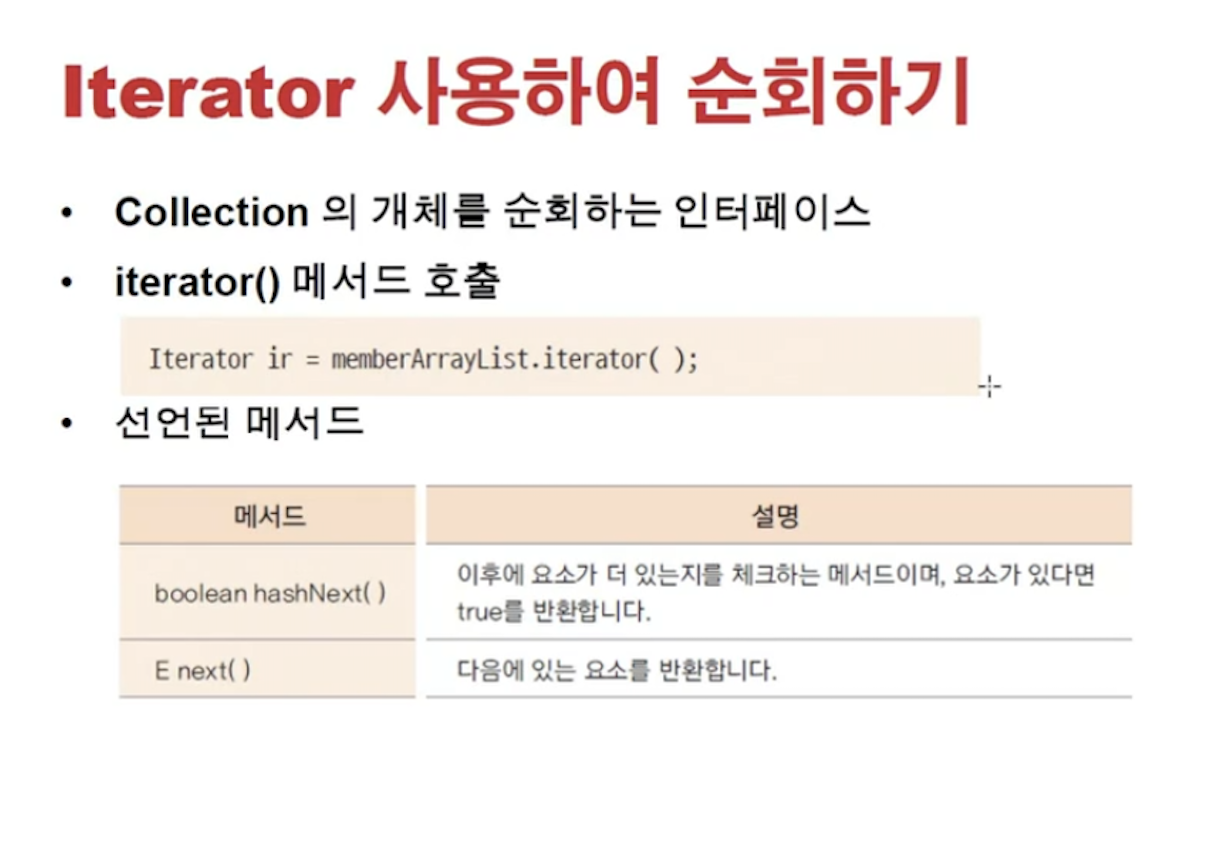 Iterator 사용하여 순회하기
• Collection 의 개체를 순회하는 인터페이스
• iterator() 메서드 호출
Iterator ir = memberArrayList.iterator( );
• 선언된 메서드
메서드 설명
boolean hashNext( ) 이후에 요소가 더 있는지를 체크하는 메서드이며, 요소가 있다면
true를 반환합니다.
E next( ) 다음에 있는 요소를 반환합니다.